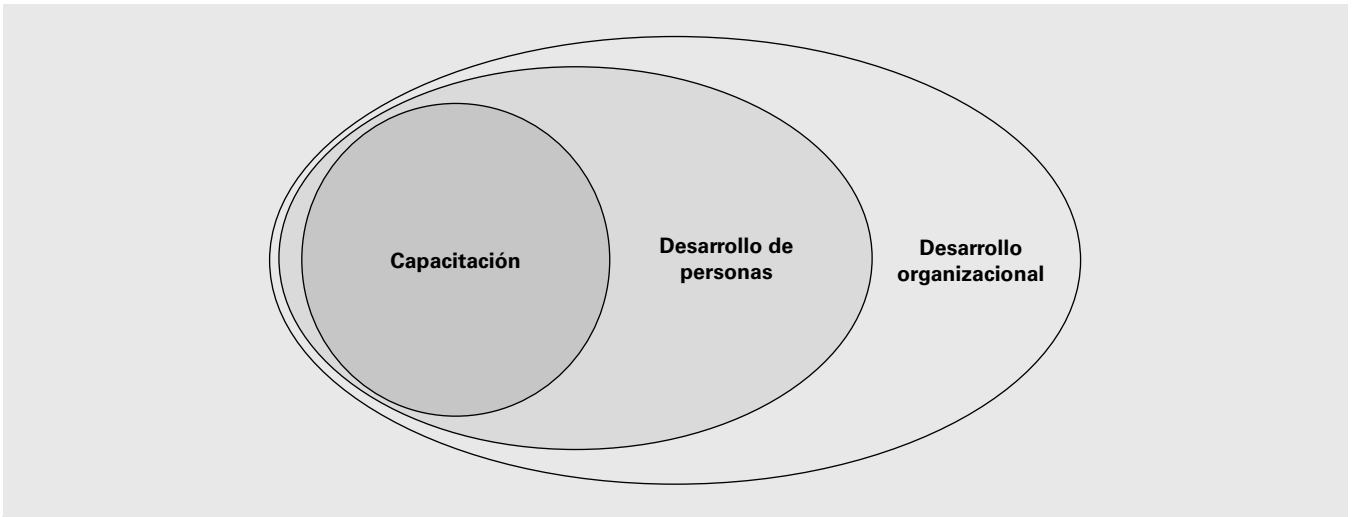 Capacitación
Desarrollo de
personas
Desarrollo
organizacional